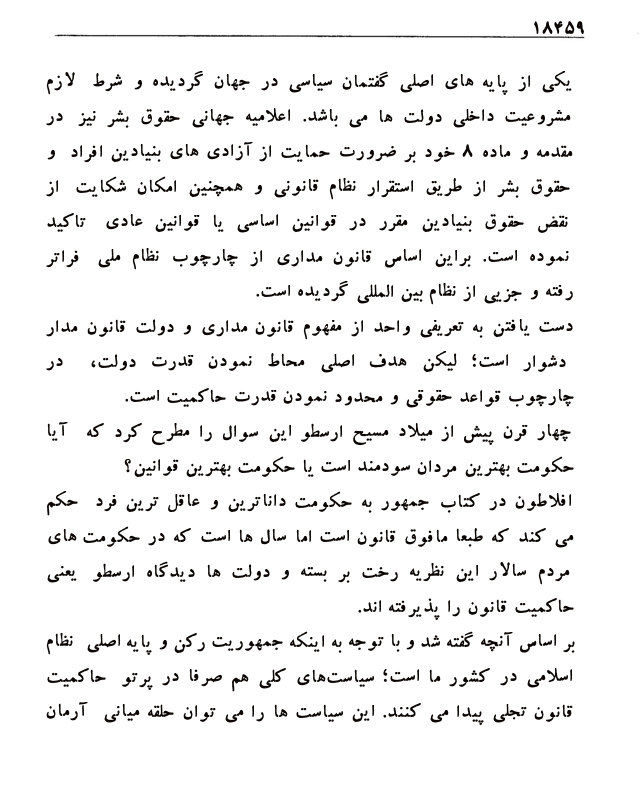 ۱۸۴۵۹
یکی از پایه های اصلی گفتمان سیاسی در جهان گردیده و شرط لازم
مشروعیت داخلی دولت ها می باشد. اعلامیه جهانی حقوق بشر نیز در
مقدمه و ماده ۸ خود بر ضرورت حمایت از آزادی های بنیادین افراد و
حقوق بشر از طریق استقرار نظام قانونی و همچنین امکان شکایت از
نقض حقوق بنیادین مقرر در قوانین اساسی یا قوانین عادی تاکید
نموده است. براین اساس قانون مداری از چارچوب نظام ملی فراتر
رفته و جزیی از نظام بین المللی گردیده است.
دست یافتن به تعریفی واحد از مفهوم قانون مداری و دولت قانون مدار
دشوار است؛ لیکن هدف اصلی محاط نمودن قدرت دولت، در
چارچوب قواعد حقوقی و محدود نمودن قدرت حاکمیت است.
چهار قرن پیش از میلاد مسیح ارسطو این سوال را مطرح کرد که آیا
حکومت بهترین مردان سودمند است یا حکومت بهترین قوانین؟
افلاطون در کتاب جمهور به حکومت داناترین و عاقل ترین فرد حکم
می کند که طبعا مافوق قانون است اما سال ها است که در حکومت های
مردم سالار این نظریه رخت بر بسته و دولت ها دیدگاه ارسطو یعنی
حاکمیت قانون را پذیرفته اند.
بر اساس آنچه گفته شد و با توجه به اینکه جمهوریت رکن و پایه اصلی نظام
اسلامی در کشور ما است؛ سیاست‌های کلی هم صرفا در پرتو حاکمیت
قانون تجلی پیدا می کنند. این سیاست ها را می توان حلقه میانی آرمان